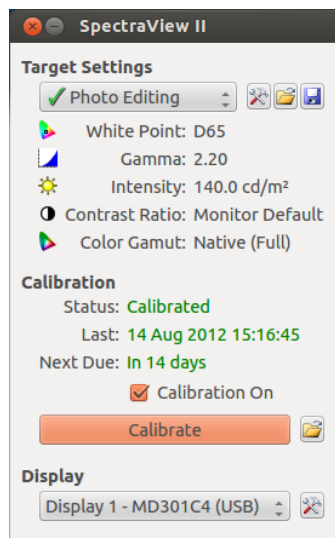 SpectraView II
Target Settings
Photo Editing
White Point: D65
Gamma: 2.20
Intensity: 140.0 cd/m²
Contrast Ratio: Monitor Default
Color Gamut: Native (Full)
Calibration
Status: Calibrated
Last: 14 Aug 2012 15:16:45
Next Due: In 14 days
Calibration On
Calibrate
Display
Display 1 - MD301C4 (USB)